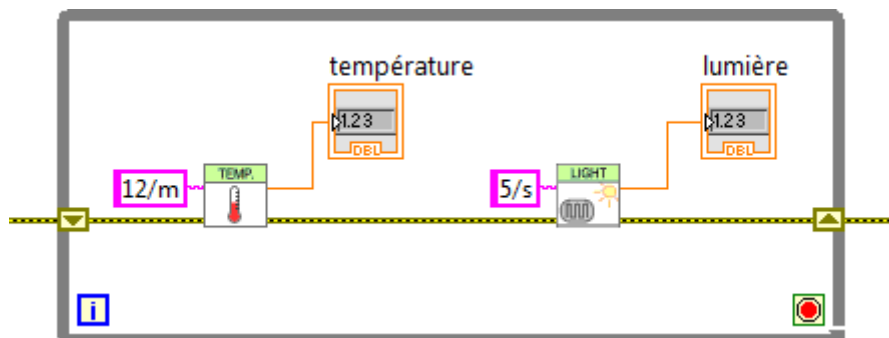 température
lumière
1.23
DBL
1.23
DBL
12/m
TEMP.
5/s
LIGHT
i